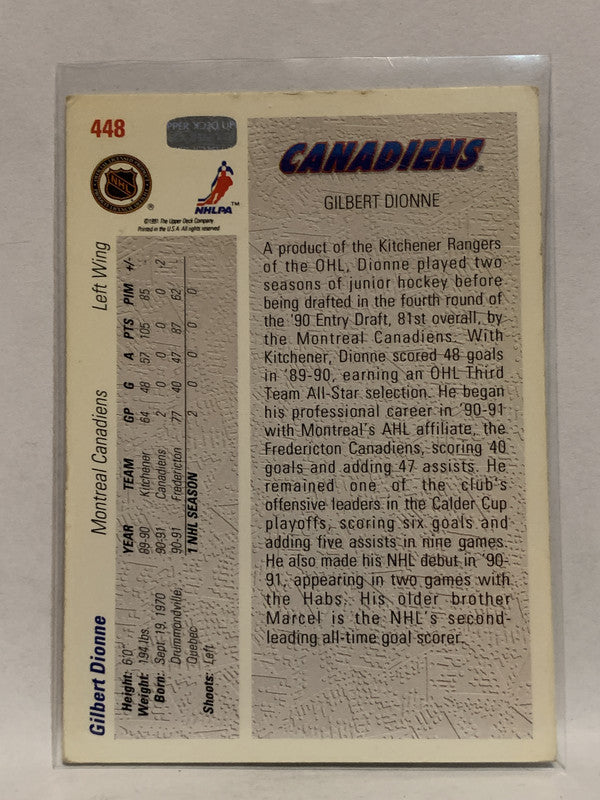 448
UPPER DECK UP
NHL
®
NHLPA™
©1991 The Upper Deck Company
Printed in the U.S.A. All rights reserved
CANADIENS®
GILBERT DIONNE
A product of the Kitchener Rangers
of the OHL, Dionne played two
seasons of junior hockey before
being drafted in the fourth round of
the '90 Entry Draft, 81st overall, by
the Montreal Canadiens. With
Kitchener, Dionne scored 48 goals
in '89-90, earning an OHL Third
Team All-Star selection. He began
his professional career in '90-91
with Montreal's AHL affiliate, the
Fredericton Canadiens, scoring 40
goals and adding 47 assists. He
remained one of the club's
offensive leaders in the Calder Cup
playoffs, scoring six goals and
adding five assists in nine games.
He also made his NHL debut in '90-
91, appearing in two games with
the Habs. His older brother
Marcel is the NHL's second-
leading all-time goal scorer.
Gilbert Dionne Montreal Canadiens Left Wing
Height: 6'0"
Weight: 194 lbs.
Born: Sept. 19, 1970
Drummondville,
Quebec
Shoots: Left
YEAR TEAM GP G A PTS PIM +/-
89-90 Kitchener 64 48 57 105 85
90-91 Canadiens 2 0 0 0 0 -2
90-91 Fredericton 77 40 47 87 62
1 NHL SEASON 2 0 0 0 0